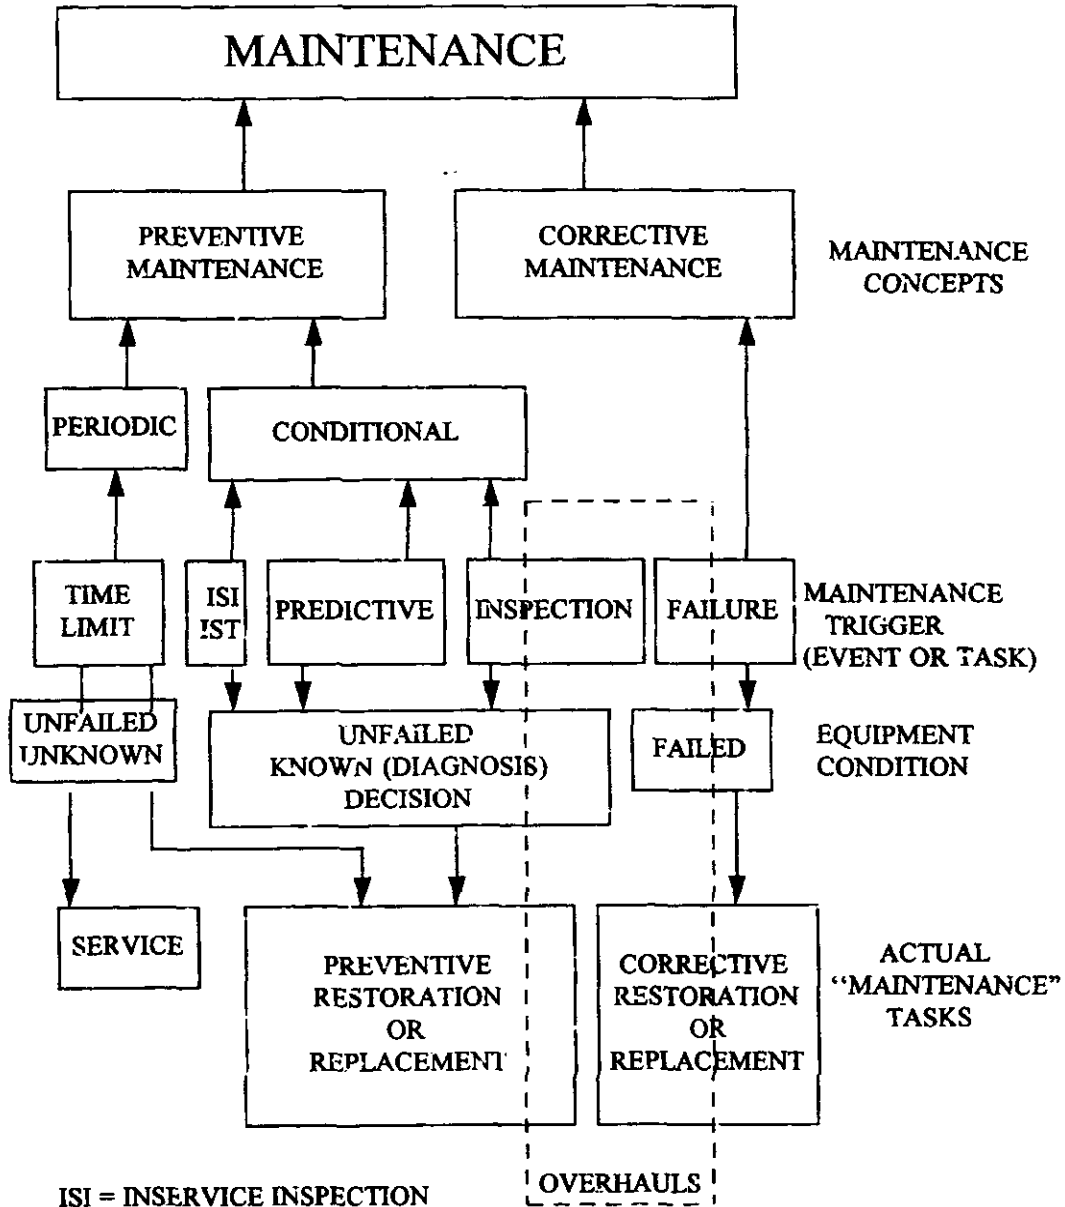 MAINTENANCE
PREVENTIVE
MAINTENANCE
CORRECTIVE
MAINTENANCE
MAINTENANCE
CONCEPTS
PERIODIC
CONDITIONAL
TIME
LIMIT
ISI
IST
PREDICTIVE
INSPECTION
FAILURE
MAINTENANCE
TRIGGER
(EVENT OR TASK)
UNFAILED
UNKNOWN
UNFAILED
KNOWN (DIAGNOSIS)
DECISION
FAILED
EQUIPMENT
CONDITION
SERVICE
PREVENTIVE
RESTORATION
OR
REPLACEMENT
CORRECTIVE
RESTORATION
OR
REPLACEMENT
ACTUAL
“MAINTENANCE”
TASKS
OVERHAULS
ISI = INSERVICE INSPECTION